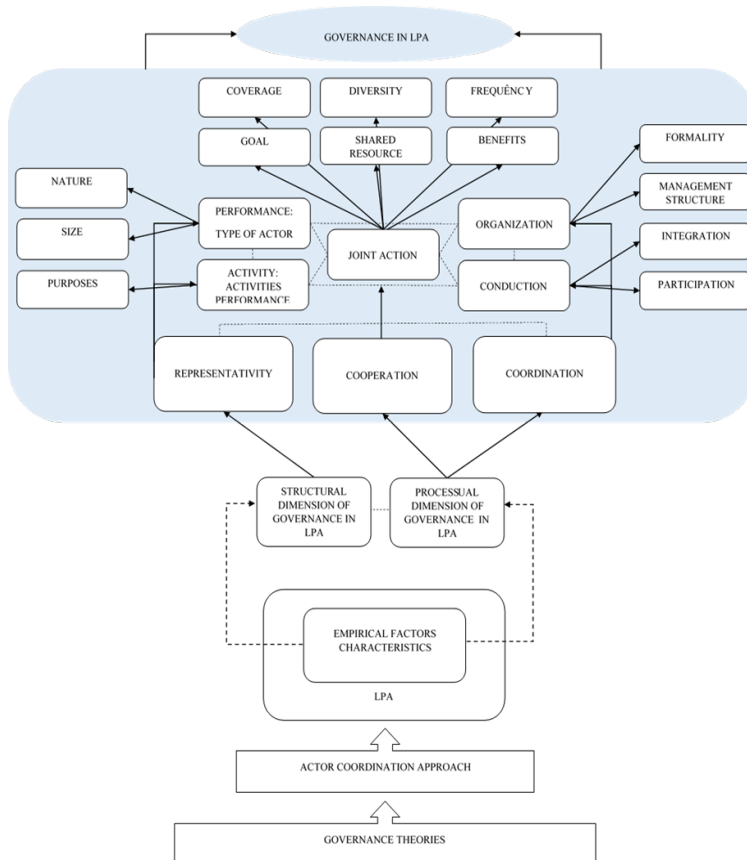 GOVERNANCE IN LPA
COVERAGE
DIVERSITY
FREQUÊNCY
GOAL
SHARED
RESOURCE
BENEFITS
FORMALITY
NATURE
MANAGEMENT
STRUCTURE
PERFORMANCE:
TYPE OF ACTOR
ORGANIZATION
SIZE
JOINT ACTION
INTEGRATION
PURPOSES
ACTIVITY:
ACTIVITIES
PERFORMANCE
CONDUCTION
PARTICIPATION
REPRESENTATIVITY
COOPERATION
COORDINATION
STRUCTURAL
DIMENSION OF
GOVERNANCE IN
LPA
PROCESSUAL
DIMENSION OF
GOVERNANCE IN
LPA
EMPIRICAL FACTORS
CHARACTERISTICS
LPA
ACTOR COORDINATION APPROACH
GOVERNANCE THEORIES